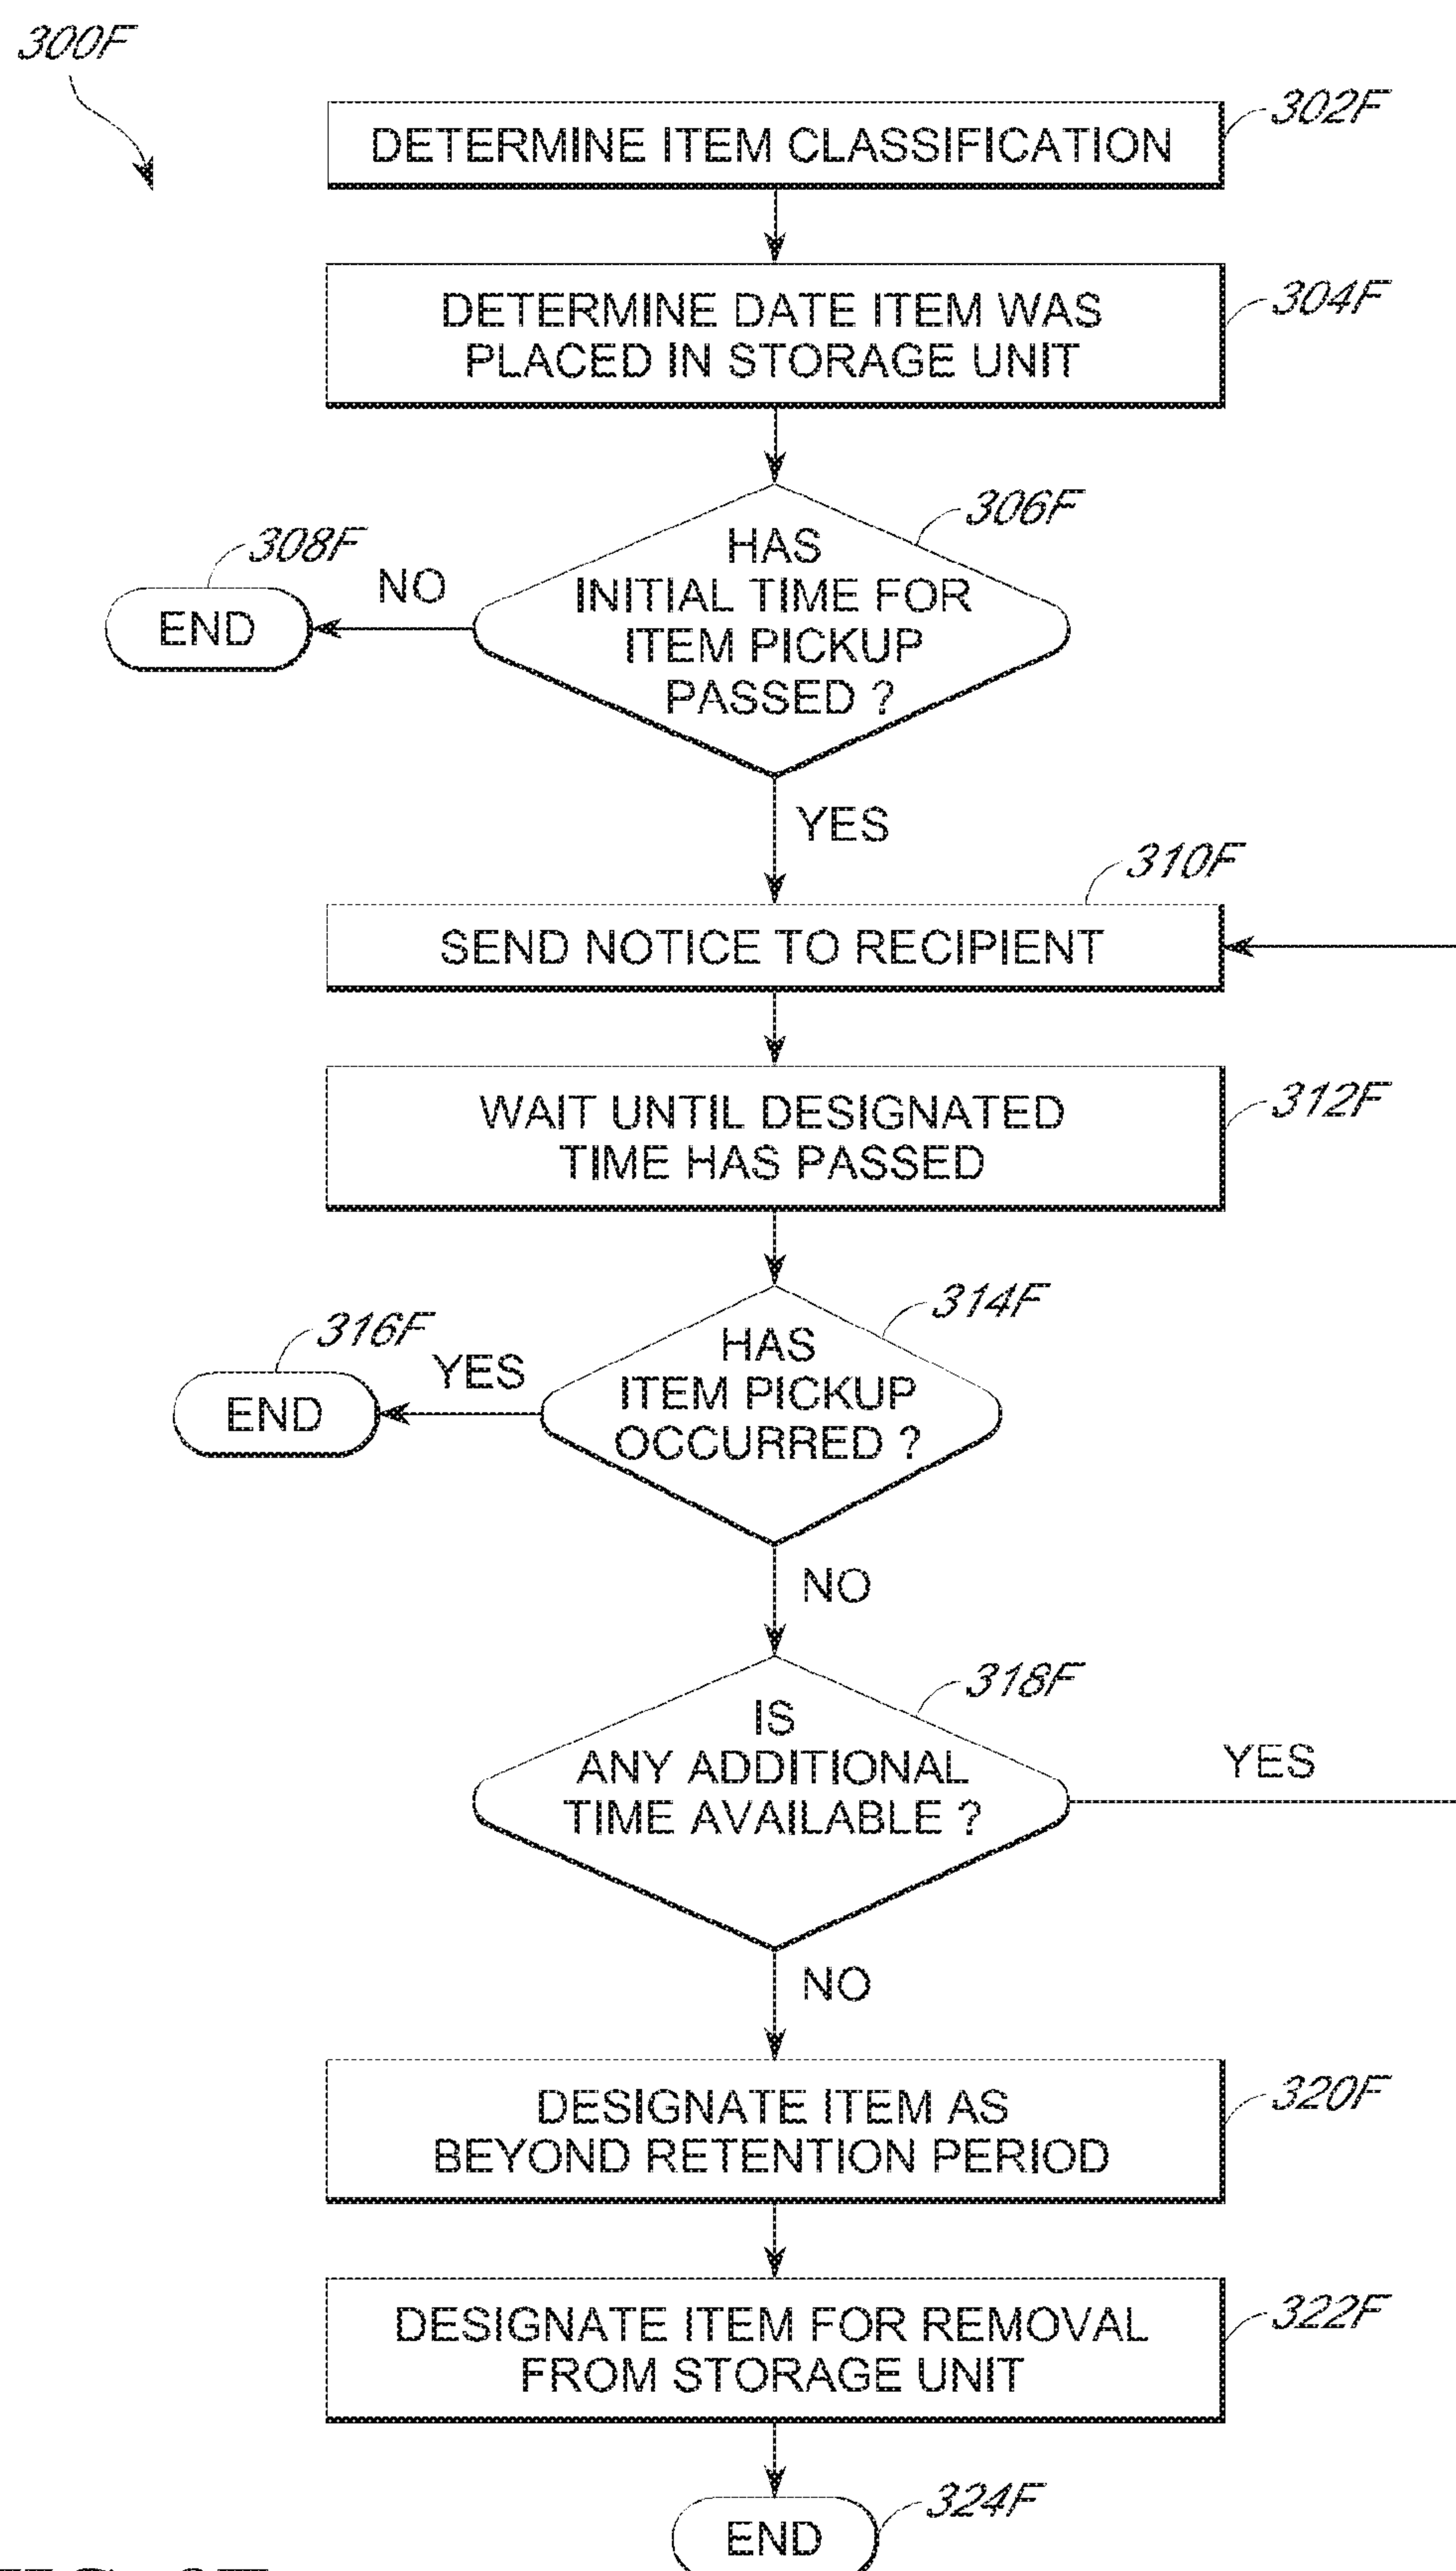 300F
DETERMINE ITEM CLASSIFICATION
302F
DETERMINE DATE ITEM WAS
PLACED IN STORAGE UNIT
304F
HAS
INITIAL TIME FOR
ITEM PICKUP
PASSED ?
306F
NO
308F
END
YES
310F
SEND NOTICE TO RECIPIENT
WAIT UNTIL DESIGNATED
TIME HAS PASSED
312F
HAS
ITEM PICKUP
OCCURRED ?
314F
YES
316F
END
NO
IS
ANY ADDITIONAL
TIME AVAILABLE ?
318F
YES
NO
DESIGNATE ITEM AS
BEYOND RETENTION PERIOD
320F
DESIGNATE ITEM FOR REMOVAL
FROM STORAGE UNIT
322F
END
324F